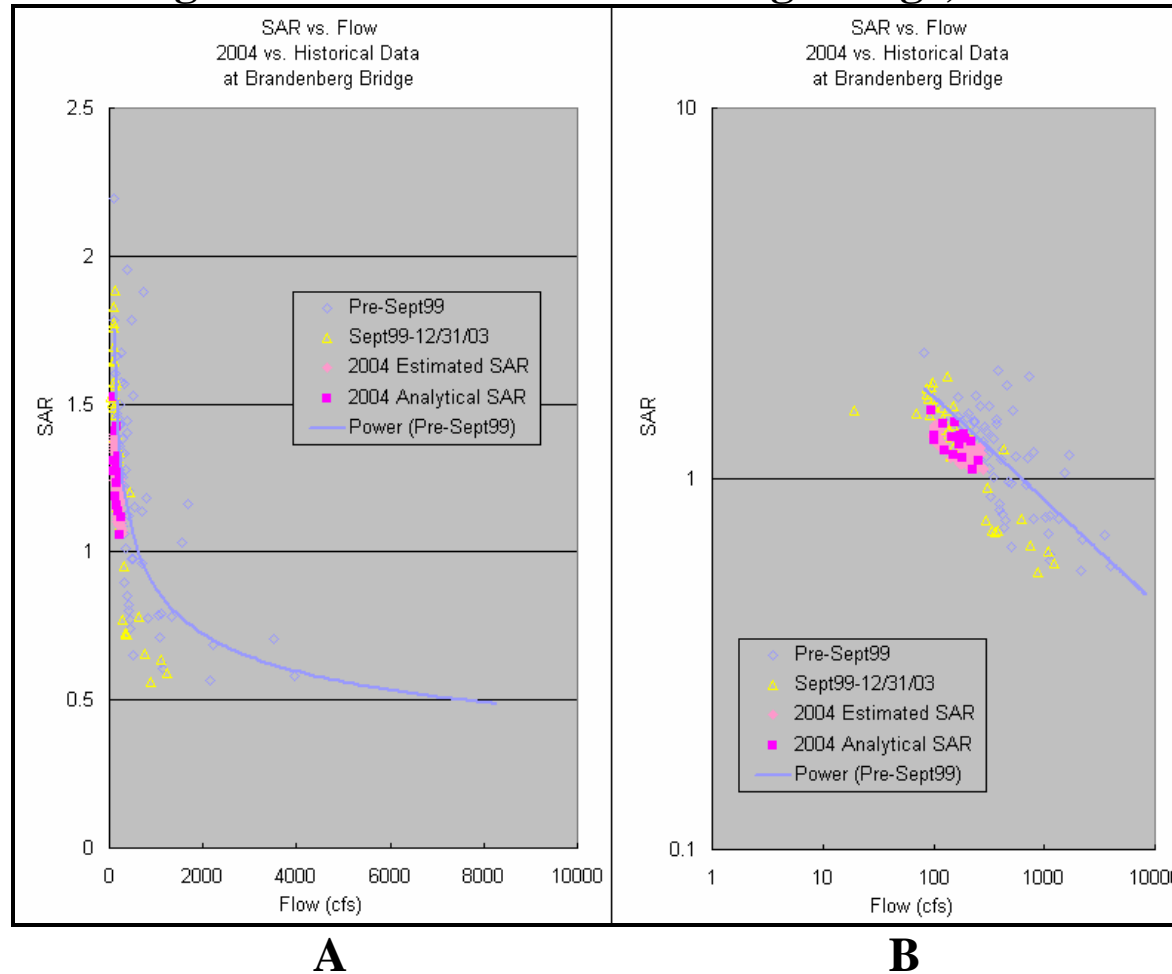 SAR vs. Flow
2004 vs. Historical Data
at Brandenberg Bridge
2.5
2
1.5
1
0.5
0
SAR
Pre-Sept99
Sept99-12/31/03
2004 Estimated SAR
2004 Analytical SAR
Power (Pre-Sept99)
0 2000 4000 6000 8000 10000
Flow (cfs)
A
SAR vs. Flow
2004 vs. Historical Data
at Brandenberg Bridge
10
1
0.1
SAR
Pre-Sept99
Sept99-12/31/03
2004 Estimated SAR
2004 Analytical SAR
Power (Pre-Sept99)
1 10 100 1000 1000
Flow (cfs)
B